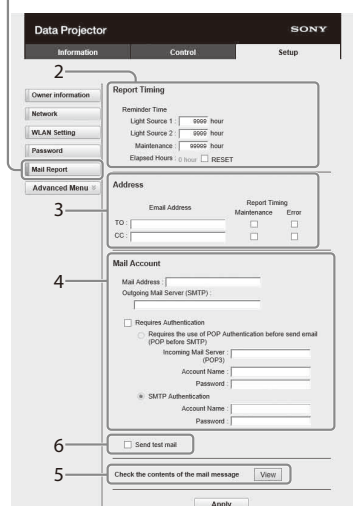 Data Projector SONY
Information Control Setup
2
Owner information
Network
WLAN Setting
Password
Mail Report
Advanced Menu
Report Timing
Reminder Time
Light Source 1 : 9999 hour
Light Source 2 : 9999 hour
Maintenance : 99999 hour
Elapsed Hours : 0 hour RESET
3
Address
Email Address Report Timing
Maintenance Error
TO :
CC :
4
Mail Account
Mail Address :
Outgoing Mail Server (SMTP) :
Requires Authentication
Requires the use of POP Authentication before send email
(POP before SMTP)
Incoming Mail Server :
(POP3)
Account Name :
Password :
SMTP Authentication
Account Name :
Password :
6
Send test mail
5
Check the contents of the mail message View
Apply